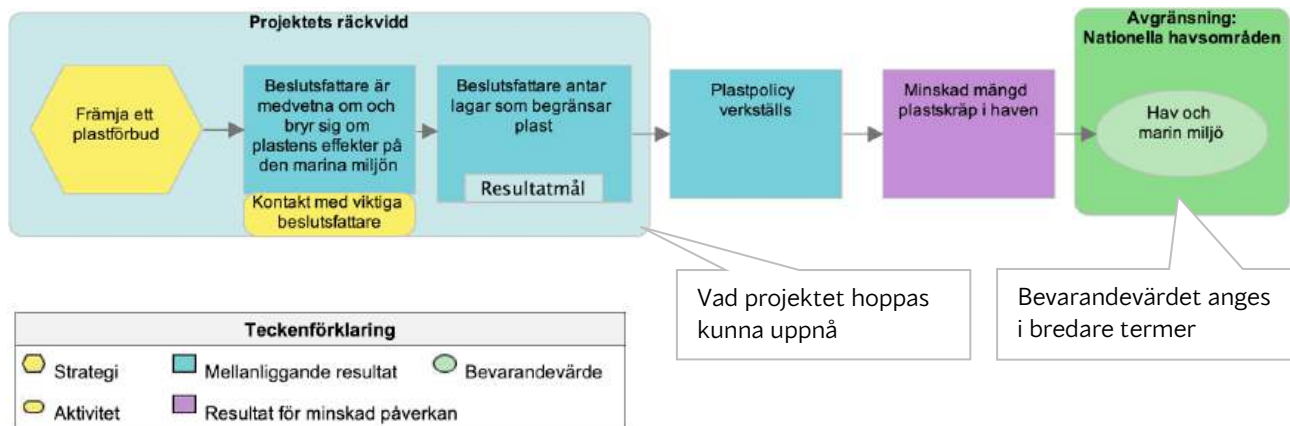 Projektets räckvidd
Avgränsning:
Nationella havsområden
Främja ett
plastförbud
Beslutsfattare är
medvetna om och
bryr sig om
plastens effekter på
den marina miljön
Kontakt med viktiga
beslutsfattare
Beslutsfattare antar
lagar som begränsar
plast
Resultatmål
Plastpolicy
verkställs
Minskad mängd
plastskräp i haven
Hav och
marin miljö
Vad projektet hoppas
kunna uppnå
Bevarandevärdet anges
i bredare termer
Teckenförklaring
Strategi
Mellanliggande resultat
Bevarandevärde
Aktivitet
Resultat för minskad påverkan